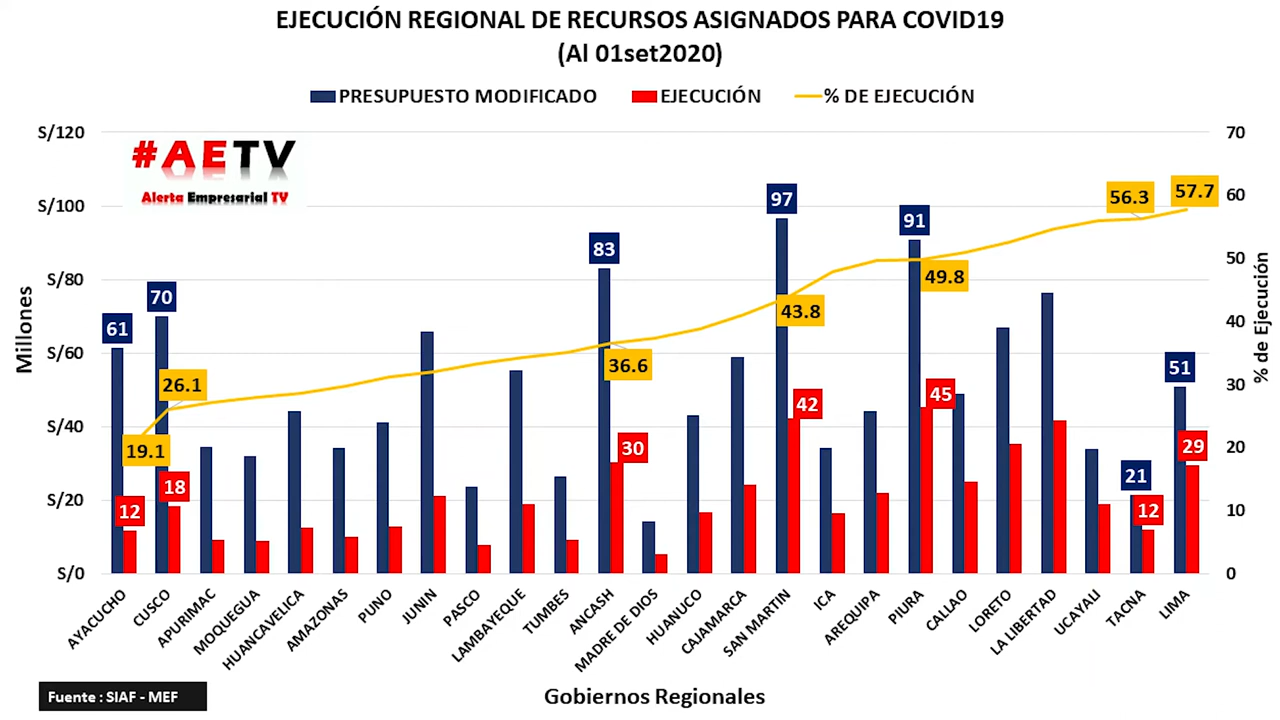 EJECUCIÓN REGIONAL DE RECURSOS ASIGNADOS PARA COVID19
(Al 01set2020)
PRESUPUESTO MODIFICADO EJECUCIÓN % DE EJECUCIÓN
#AETV
Alerta Empresarial TV
Millones
S/120
S/100
S/80
S/60
S/40
S/20
S/0
70
60
50
40
30
20
10
0
% de Ejecución
61
70
83
97
91
21
51
19.1
26.1
36.6
43.8
49.8
56.3
57.7
12
18
30
42
45
12
29
AYACUCHO
CUSCO
APURIMAC
MOQUEGUA
HUANCAVELICA
AMAZONAS
PUNO
JUNIN
PASCO
LAMBAYEQUE
TUMBES
ANCASH
MADRE DE DIOS
HUANUCO
CAJAMARCA
SAN MARTIN
ICA
AREQUIPA
PIURA
CALLAO
LORETO
LA LIBERTAD
UCAYALI
TACNA
LIMA
Gobiernos Regionales
Fuente : SIAF - MEF